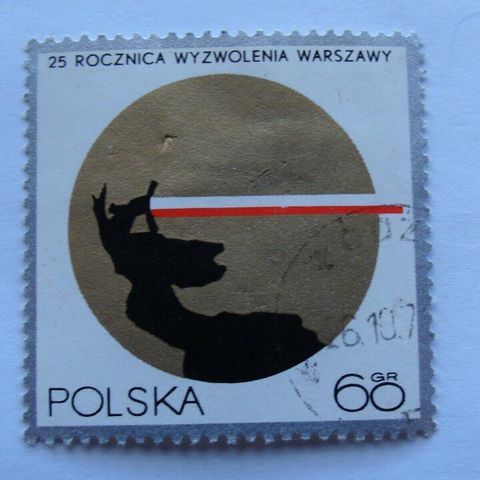 25 ROCZNICA WYZWOLENIA WARSZAWY
POLSKA
60 GR